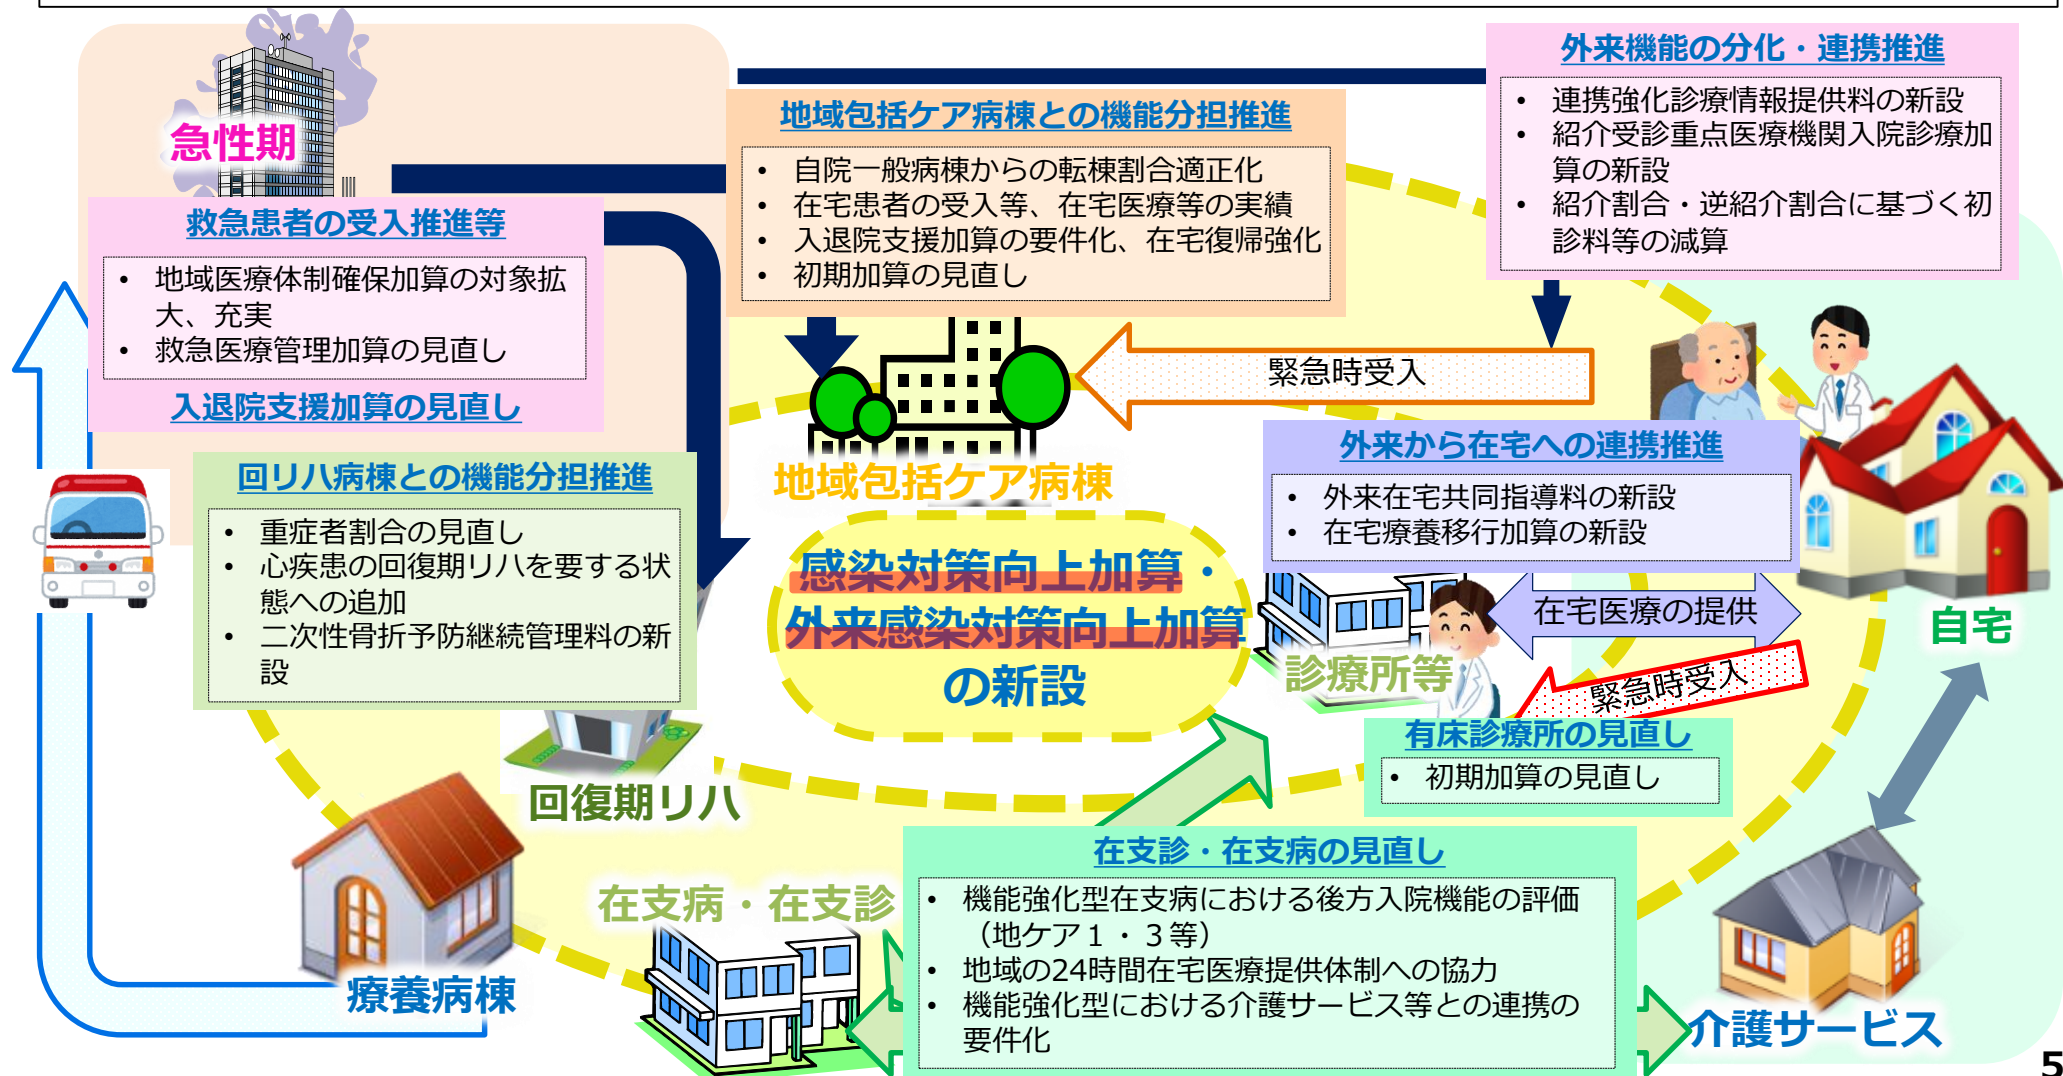 外来機能の分化・連携推進
• 連携強化診療情報提供料の新設
• 紹介受診重点医療機関入院診療加
算の新設
• 紹介割合・逆紹介割合に基づく初
診料等の減算
地域包括ケア病棟との機能分担推進
• 自院一般病棟からの転棟割合適正化
• 在宅患者の受入等、在宅医療等の実績
• 入退院支援加算の要件化、在宅復帰強化
• 初期加算の見直し
急性期
救急患者の受入推進等
• 地域医療体制確保加算の対象拡
大、充実
• 救急医療管理加算の見直し
入退院支援加算の見直し
緊急時受入
回リハ病棟との機能分担推進
• 重症者割合の見直し
• 心疾患の回復期リハを要する状
態への追加
• 二次性骨折予防継続管理料の新
設
地域包括ケア病棟
外来から在宅への連携推進
• 外来在宅共同指導料の新設
• 在宅療養移行加算の新設
感染対策向上加算・
外来感染対策向上加算
の新設
在宅医療の提供
自宅
診療所等
緊急時受入
有床診療所の見直し
• 初期加算の見直し
回復期リハ
在支診・在支病の見直し
• 機能強化型在支病における後方入院機能の評価
（地ケア１・３等）
• 地域の24時間在宅医療提供体制への協力
• 機能強化型における介護サービス等との連携の
要件化
在支病・在支診
療養病棟
介護サービス
5